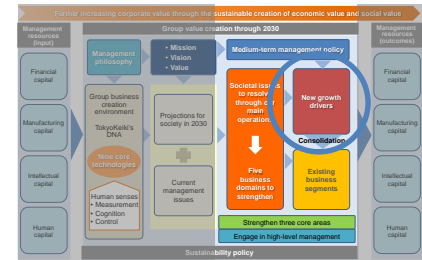 Further increasing corporate value through the sustainable creation of economic value and social value
Management
resources
(input)
Group value creation through 2030
Management
resources
(outcomes)
Management
philosophy
• Mission
• Vision
• Value
Medium-term management policy
Financial
capital
Manufacturing
capital
Intellectual
capital
Human
capital
Group business
creation
environment
TokyoKeiki's
DNA
Nine core
technologies
Human senses
• Measurement
• Cognition
• Control
Projections for
society in 2030
Current
management
issues
Societal issues
to resolve
through our
main
operations
Five
business
domains to
strengthen
New growth
drivers
Consolidation
Existing
business
segments
Strengthen three core areas
Engage in high-level management
Financial
capital
Manufacturing
capital
Intellectual
capital
Human
capital
Sustainability policy